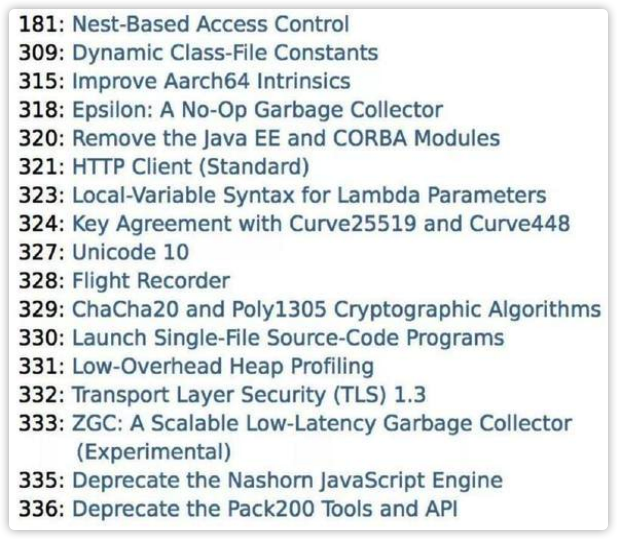 181: Nest-Based Access Control
309: Dynamic Class-File Constants
315: Improve Aarch64 Intrinsics
318: Epsilon: A No-Op Garbage Collector
320: Remove the Java EE and CORBA Modules
321: HTTP Client (Standard)
323: Local-Variable Syntax for Lambda Parameters
324: Key Agreement with Curve25519 and Curve448
327: Unicode 10
328: Flight Recorder
329: ChaCha20 and Poly1305 Cryptographic Algorithms
330: Launch Single-File Source-Code Programs
331: Low-Overhead Heap Profiling
332: Transport Layer Security (TLS) 1.3
333: ZGC: A Scalable Low-Latency Garbage Collector
(Experimental)
335: Deprecate the Nashorn JavaScript Engine
336: Deprecate the Pack200 Tools and API